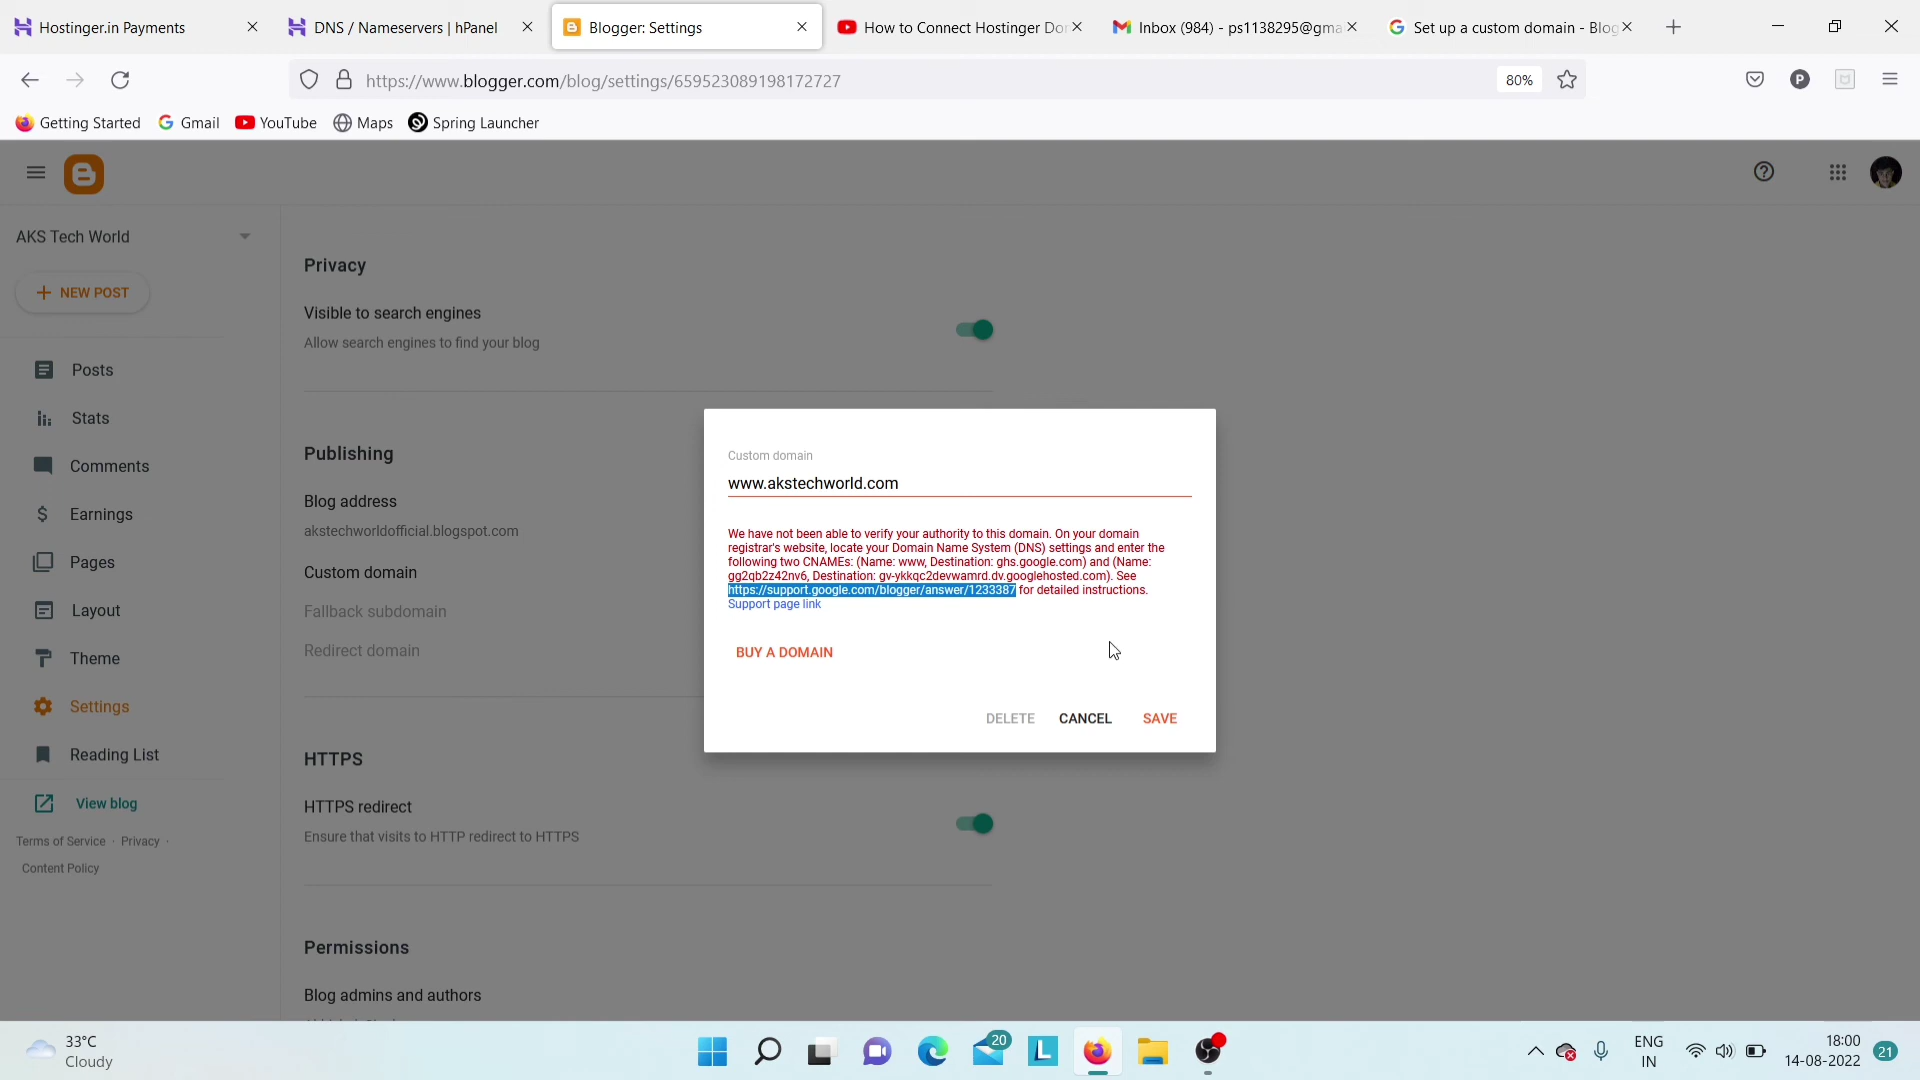 Hostinger.in Payments
DNS / Nameservers | hPanel
Blogger: Settings
How to Connect Hostinger Do
Inbox (984) - ps1138295@gma
Set up a custom domain - Blog
https://www.blogger.com/blog/settings/659523089198172727
80%
P
Getting Started
Gmail
YouTube
Maps
Spring Launcher
AKS Tech World
NEW POST
Posts
Stats
Comments
Earnings
Pages
Layout
Theme
Settings
Reading List
View blog
Terms of Service · Privacy ·
Content Policy
Privacy
Visible to search engines
Allow search engines to find your blog
Publishing
Blog address
akstechworldofficial.blogspot.com
Custom domain
Fallback subdomain
Redirect domain
HTTPS
HTTPS redirect
Ensure that visits to HTTP redirect to HTTPS
Permissions
Blog admins and authors
Custom domain
www.akstechworld.com
We have not been able to verify your authority to this domain. On your domain
registrar's website, locate your Domain Name System (DNS) settings and enter the
following two CNAMEs: (Name: www, Destination: ghs.google.com) and (Name:
gg2qb2z42nv6, Destination: gv-ykkqc2devwamrd.dv.googlehosted.com). See
https://support.google.com/blogger/answer/1233387 for detailed instructions.
Support page link
BUY A DOMAIN
DELETE
CANCEL
SAVE
33°C
Cloudy
20
L
ENG
IN
18:00
14-08-2022
21